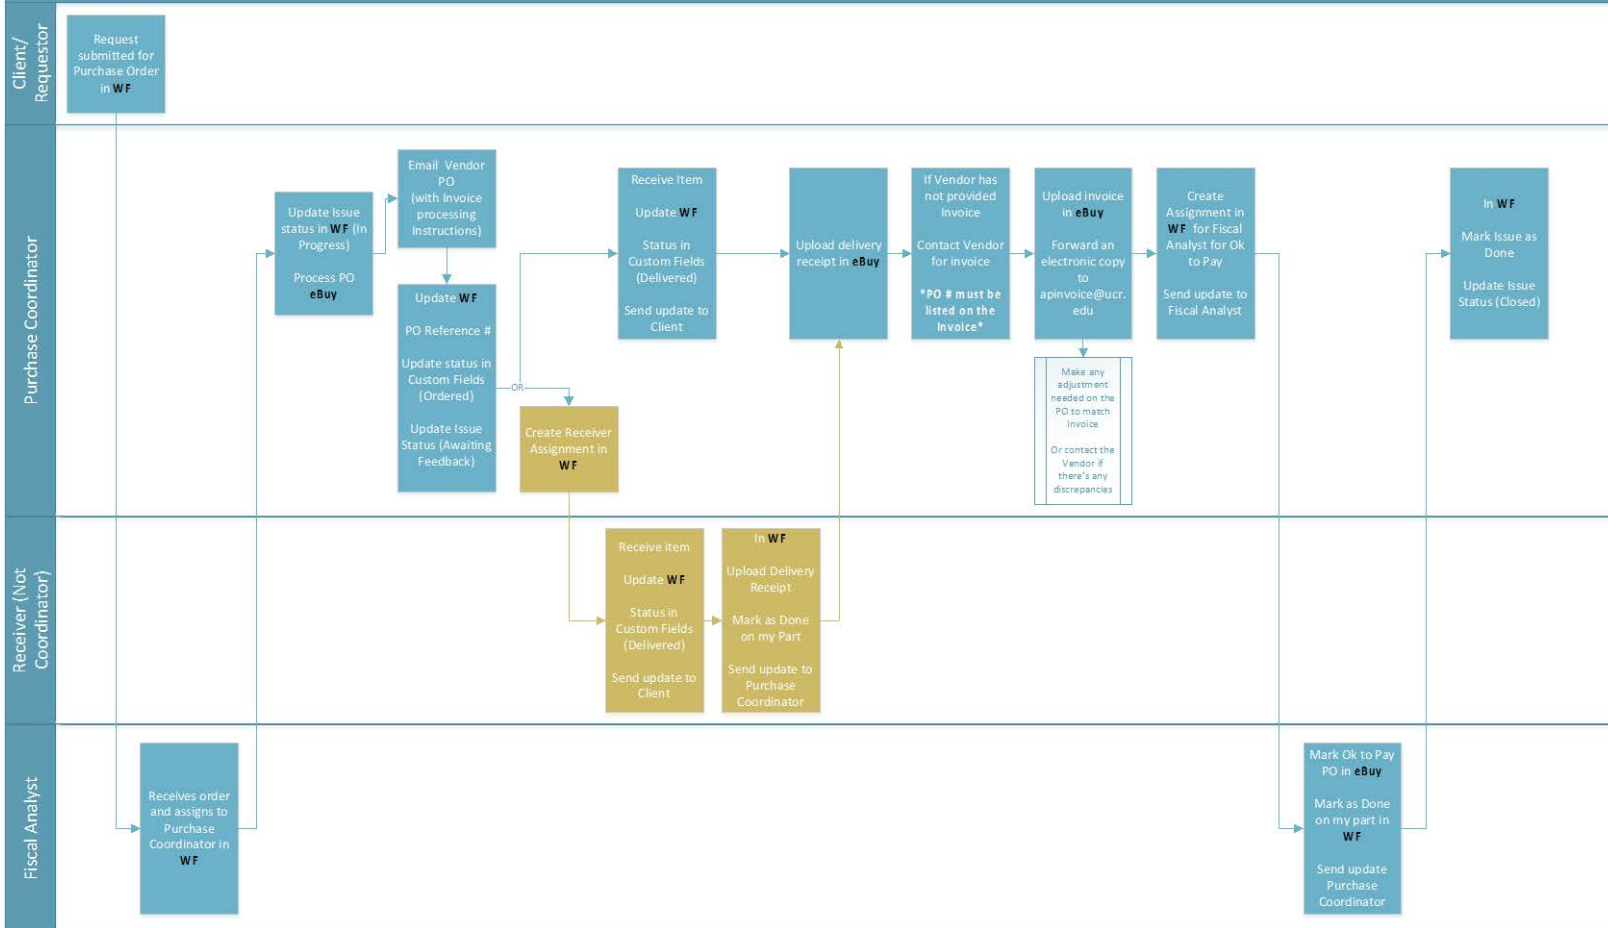 Client/
Requestor
Request
submitted for
Purchase Order
in WF
Purchase Coordinator
Update Issue
status in WF (In
Progress)
Process PO
eBuy
Email Vendor
PO
(with Invoice
processing
Instructions)
Update WF
PO Reference #
Update status in
Custom Fields
(Ordered)
Update Issue
Status (Awaiting
Feedback)
OR
Create Receiver
Assignment in
WF
Receive Item
Update WF
Status in
Custom Fields
(Delivered)
Send update to
Client
Upload delivery
receipt in eBuy
If Vendor has
not provided
Invoice
Contact Vendor
for invoice
*PO # must be
listed on the
Invoice*
Upload invoice
in eBuy
Forward an
electronic copy
to
apinvoice@ucr.
edu
Make any
adjustment
needed on the
PO to match
Invoice
Or contact the
Vendor if
there's any
discrepancies
Create
Assignment in
WF for Fiscal
Analyst for Ok
to Pay
Send update to
Fiscal Analyst
In WF
Mark Issue as
Done
Update Issue
Status (Closed)
Receiver (Not
Coordinator)
Receive item
Update WF
Status in
Custom Fields
(Delivered)
Send update to
Client
In WF
Upload Delivery
Receipt
Mark as Done
on my Part
Send update to
Purchase
Coordinator
Fiscal Analyst
Receives order
and assigns to
Purchase
Coordinator in
WF
Mark Ok to Pay
PO in eBuy
Mark as Done
on my part in
WF
Send update
Purchase
Coordinator